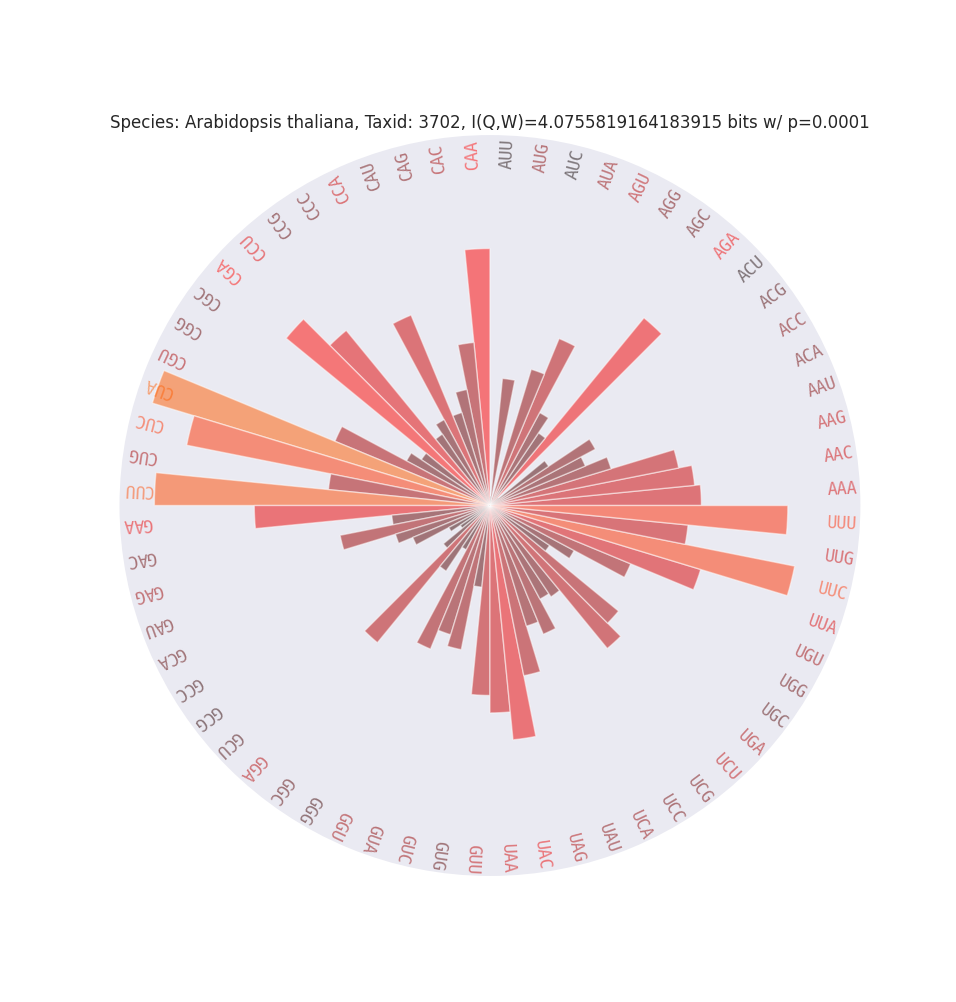 Species: Arabidopsis thaliana, Taxid: 3702, I(Q,W)=4.0755819164183915 bits w/ p=0.0001
AUU
AUG
AUC
AUA
AGU
AGG
AGC
AGA
ACU
ACG
ACC
ACA
AAU
AAG
AAC
AAA
UUU
UUG
UUC
UUA
UGU
UGG
UGC
UGA
UCU
UCG
UCC
UCA
UAU
UAG
UAC
UAA
GUU
GUG
GUC
GUA
GGU
GGG
GGC
GGA
GCU
GCG
GCC
GCA
GAU
GAG
GAC
GAA
CUU
CUG
CUC
CUA
CGU
CGG
CGC
CGA
CCU
CCG
CCC
CCA
CAU
CAG
CAC
CAA